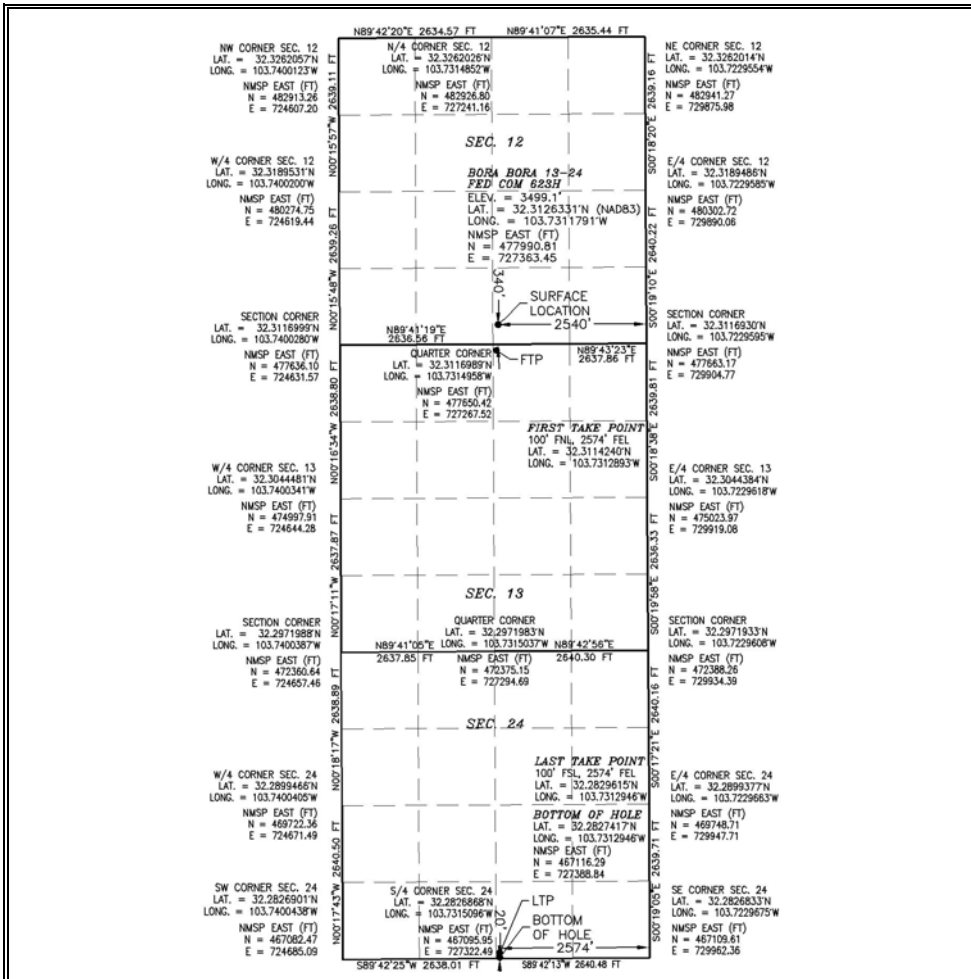 N89°42'20"E 2634.57 FT
N89°41'07"E 2635.44 FT
NW CORNER SEC. 12
LAT. = 32.3262057'N
LONG. = 103.7400123'W
NMSP EAST (FT)
N = 482913.26
E = 724607.20
N/4 CORNER SEC. 12
LAT. = 32.3262026'N
LONG. = 103.7314852'W
NMSP EAST (FT)
N = 482926.80
E = 727241.16
NE CORNER SEC. 12
LAT. = 32.3262014'N
LONG. = 103.7229554'W
NMSP EAST (FT)
N = 482941.27
E = 729875.98
N00°15'57"W 2639.11 FT
S00°18'20"E 2639.16 FT
SEC. 12
W/4 CORNER SEC. 12
LAT. = 32.3189531'N
LONG. = 103.7400200'W
NMSP EAST (FT)
N = 480274.75
E = 724619.44
BORA BORA 13-24
FED COM 623H
ELEV. = 3499.1'
LAT. = 32.3126331'N (NAD83)
LONG. = 103.7311791'W
NMSP EAST (FT)
N = 477990.81
E = 727363.45
E/4 CORNER SEC. 12
LAT. = 32.3189486'N
LONG. = 103.7229585'W
NMSP EAST (FT)
N = 480302.72
E = 729890.06
N00°15'48"W 2639.26 FT
S00°19'10"E 2640.22 FT
340'
SURFACE
LOCATION
2540'
SECTION CORNER
LAT. = 32.3116999'N
LONG. = 103.7400280'W
NMSP EAST (FT)
N = 477636.10
E = 724631.57
N89°41'19"E
2636.56 FT
QUARTER CORNER
LAT. = 32.3116989'N
LONG. = 103.7314958'W
NMSP EAST (FT)
N = 477650.42
E = 727267.52
FTP
N89°43'23"E
2637.86 FT
SECTION CORNER
LAT. = 32.3116930'N
LONG. = 103.7229595'W
NMSP EAST (FT)
N = 477663.17
E = 729904.77
N00°16'34"W 2638.80 FT
S00°18'38"E 2639.81 FT
FIRST TAKE POINT
100' FNL, 2574' FEL
LAT. = 32.3114240'N
LONG. = 103.7312893'W
W/4 CORNER SEC. 13
LAT. = 32.3044481'N
LONG. = 103.7400341'W
NMSP EAST (FT)
N = 474997.91
E = 724644.28
E/4 CORNER SEC. 13
LAT. = 32.3044384'N
LONG. = 103.7229618'W
NMSP EAST (FT)
N = 475023.97
E = 729919.08
N00°17'11"W 2637.87 FT
S00°19'58"E 2636.33 FT
SEC. 13
SECTION CORNER
LAT. = 32.2971988'N
LONG. = 103.7400387'W
NMSP EAST (FT)
N = 472360.64
E = 724657.46
QUARTER CORNER
LAT. = 32.2971983'N
LONG. = 103.7315037'W
NMSP EAST (FT)
N = 472375.15
E = 727294.69
N89°41'05"E
2637.85 FT
N89°42'56"E
2640.30 FT
SECTION CORNER
LAT. = 32.2971933'N
LONG. = 103.7229608'W
NMSP EAST (FT)
N = 472388.26
E = 729934.39
N00°18'17"W 2638.89 FT
S00°17'21"E 2640.16 FT
SEC. 24
W/4 CORNER SEC. 24
LAT. = 32.2899466'N
LONG. = 103.7400405'W
NMSP EAST (FT)
N = 469722.36
E = 724671.49
LAST TAKE POINT
100' FSL, 2574' FEL
LAT. = 32.2829615'N
LONG. = 103.7312946'W
BOTTOM OF HOLE
LAT. = 32.2827417'N
LONG. = 103.7312946'W
NMSP EAST (FT)
N = 467116.29
E = 727388.84
E/4 CORNER SEC. 24
LAT. = 32.2899377'N
LONG. = 103.7229663'W
NMSP EAST (FT)
N = 469748.71
E = 729947.71
N00°17'43"W 2640.50 FT
S00°19'05"E 2639.71 FT
SW CORNER SEC. 24
LAT. = 32.2826901'N
LONG. = 103.7400438'W
NMSP EAST (FT)
N = 467082.47
E = 724685.09
S/4 CORNER SEC. 24
LAT. = 32.2826868'N
LONG. = 103.7315096'W
NMSP EAST (FT)
N = 467095.95
E = 727322.49
20'
LTP
BOTTOM
OF HOLE
2574'
SE CORNER SEC. 24
LAT. = 32.2826833'N
LONG. = 103.7229675'W
NMSP EAST (FT)
N = 467109.61
E = 729962.36
S89°42'25"W 2638.01 FT
S89°42'13"W 2640.48 FT